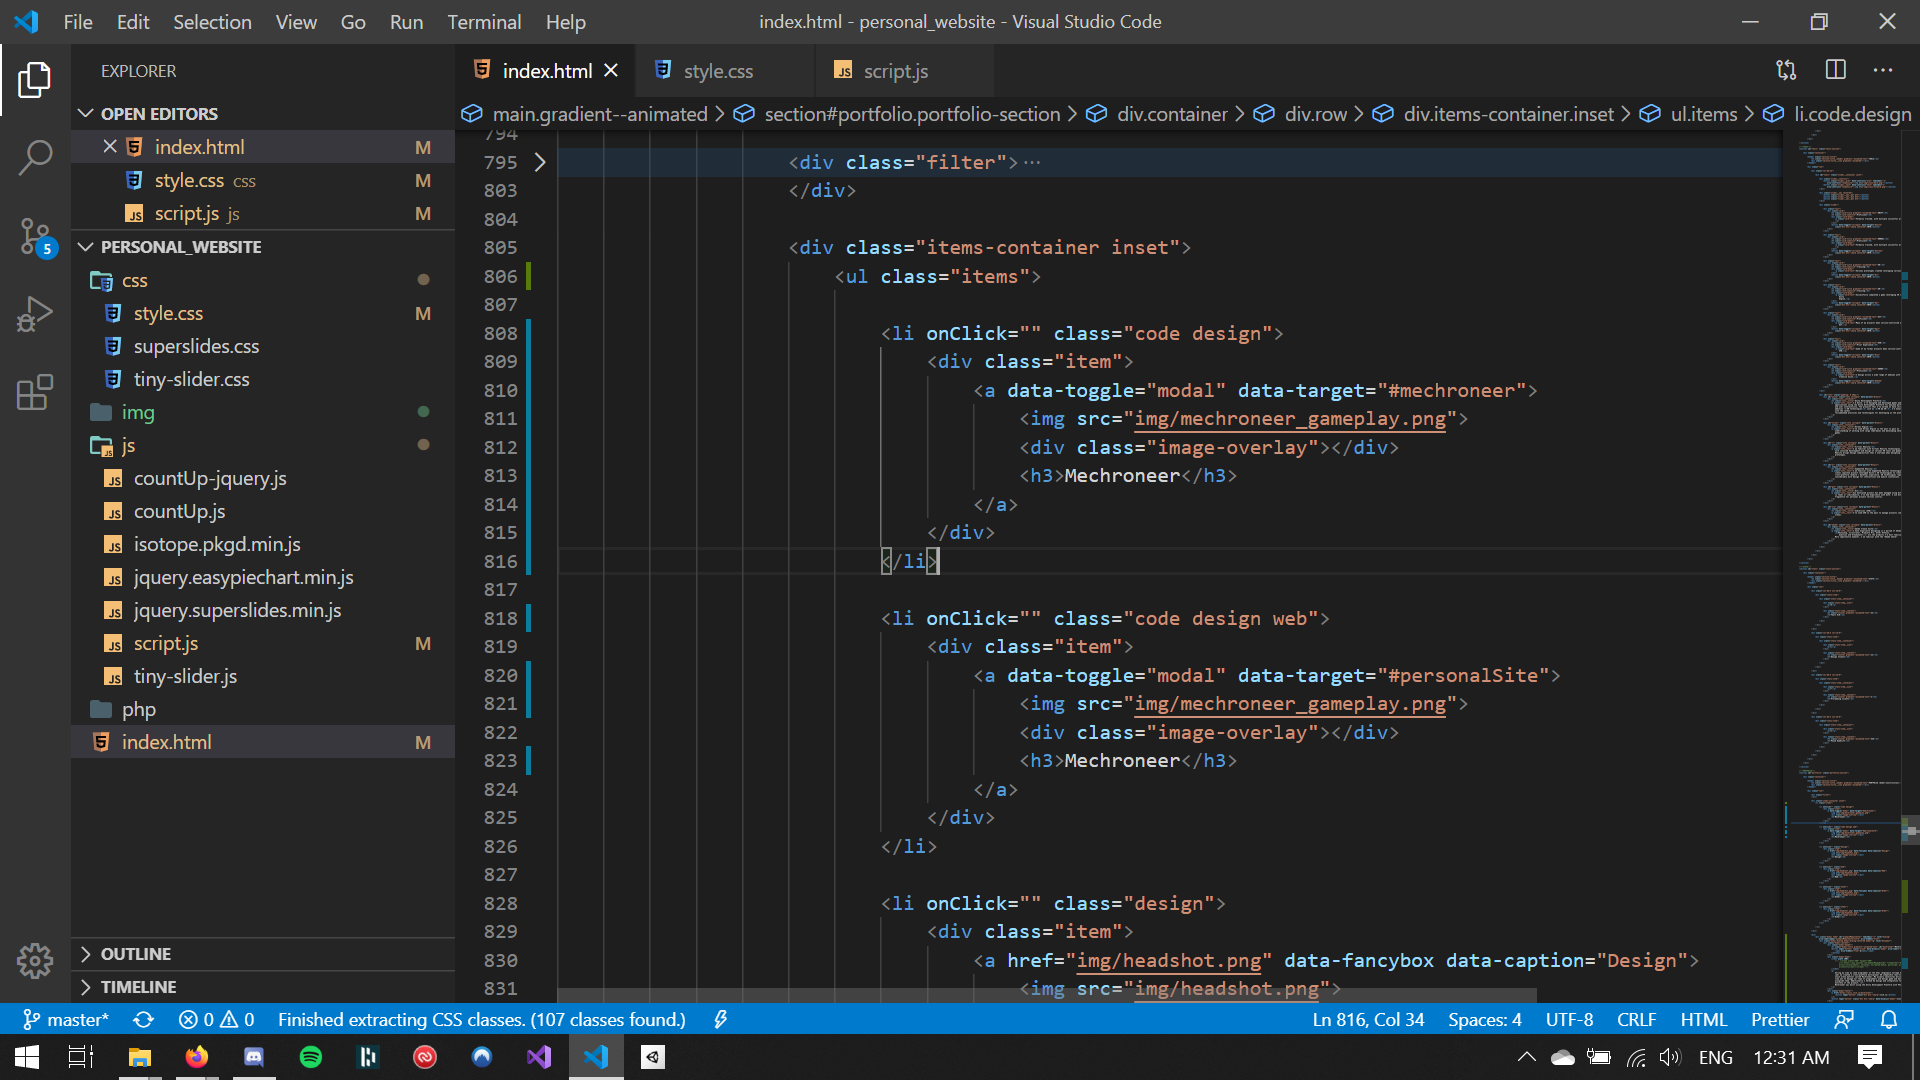 File Edit Selection View Go Run Terminal Help
index.html - personal_website - Visual Studio Code
EXPLORER
OPEN EDITORS
index.html M
style.css css M
script.js js M
PERSONAL_WEBSITE
css
style.css M
superslides.css
tiny-slider.css
img
js
countUp-jquery.js
countUp.js
isotope.pkgd.min.js
jquery.easypiechart.min.js
jquery.superslides.min.js
script.js M
tiny-slider.js
php
index.html M
OUTLINE
TIMELINE
5
index.html style.css script.js
main.gradient--animated > section#portfolio.portfolio-section > div.container > div.row > div.items-container.inset > ul.items > li.code.design
794
795 <div class="filter">···
803 </div>
804
805 <div class="items-container inset">
806 <ul class="items">
807
808 <li onClick="" class="code design">
809 <div class="item">
810 <a data-toggle="modal" data-target="#mechroneer">
811 <img src="img/mechroneer_gameplay.png">
812 <div class="image-overlay"></div>
813 <h3>Mechroneer</h3>
814 </a>
815 </div>
816 </li>
817
818 <li onClick="" class="code design web">
819 <div class="item">
820 <a data-toggle="modal" data-target="#personalSite">
821 <img src="img/mechroneer_gameplay.png">
822 <div class="image-overlay"></div>
823 <h3>Mechroneer</h3>
824 </a>
825 </div>
826 </li>
827
828 <li onClick="" class="design">
829 <div class="item">
830 <a href="img/headshot.png" data-fancybox data-caption="Design">
831 <img src="img/headshot.png">
master* 0 0 Finished extracting CSS classes. (107 classes found.) Ln 816, Col 34 Spaces: 4 UTF-8 CRLF HTML Prettier
ENG 12:31 AM